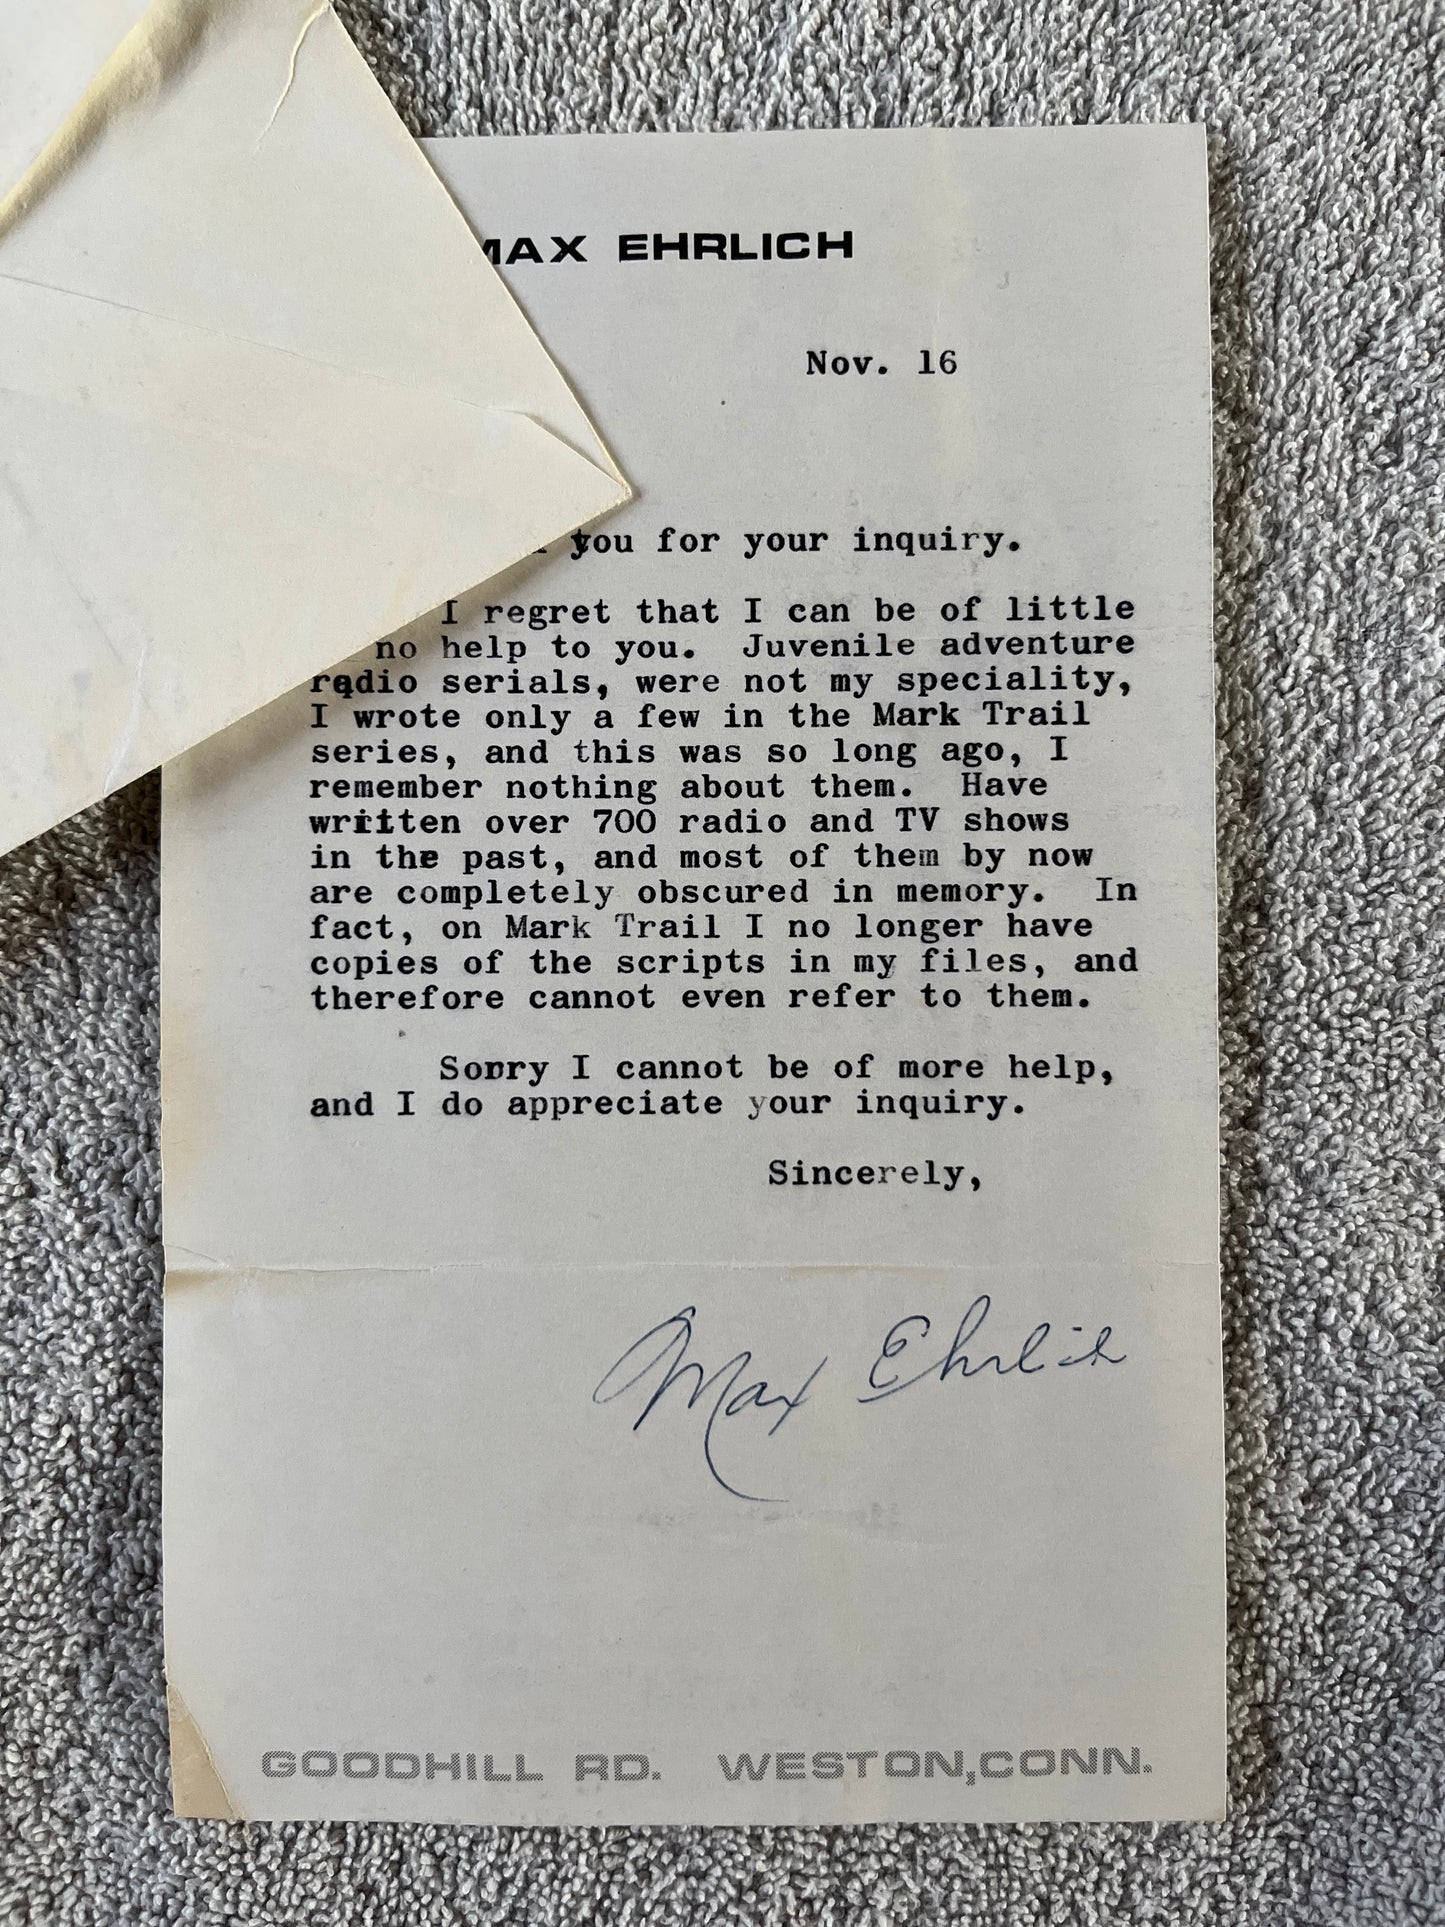 MAX EHRLICH
Nov. 16
you for your inquiry.
I regret that I can be of little
no help to you. Juvenile adventure
radio serials, were not my speciality,
I wrote only a few in the Mark Trail
series, and this was so long ago, I
remember nothing about them. Have
written over 700 radio and TV shows
in the past, and most of them by now
are completely obscured in memory. In
fact, on Mark Trail I no longer have
copies of the scripts in my files, and
therefore cannot even refer to them.
Sorry I cannot be of more help,
and I do appreciate your inquiry.
Sincerely,
Max Ehrlich
GOODHILL RD. WESTON, CONN.